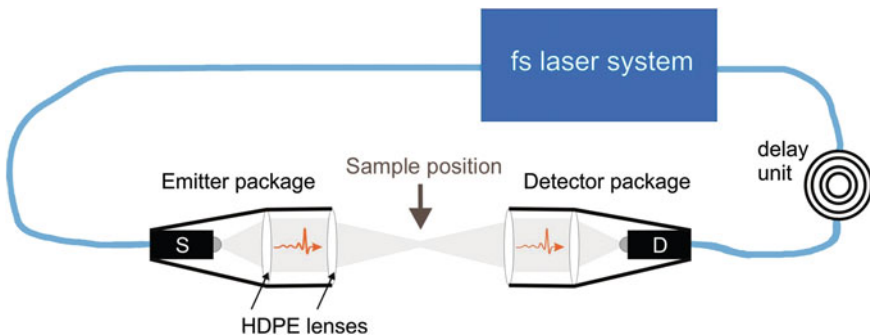 fs laser system
delay
unit
Sample position
Emitter package
Detector package
S
D
HDPE lenses